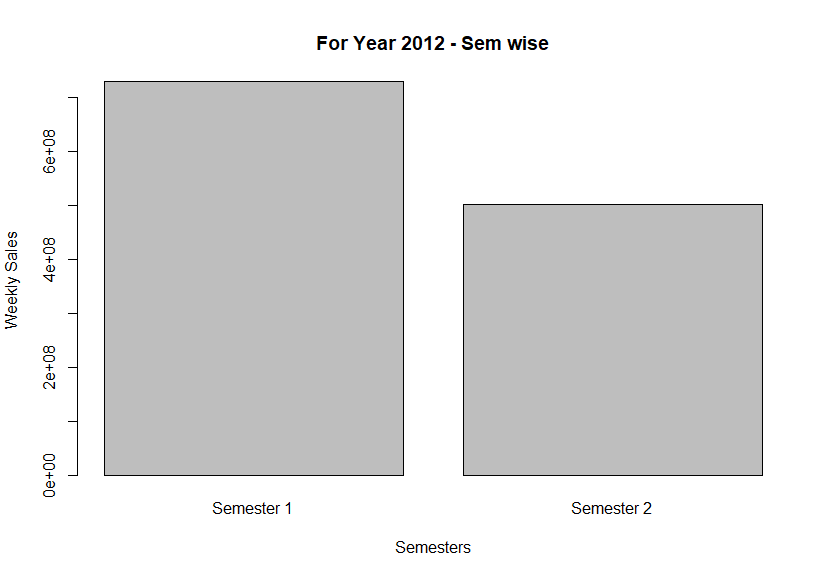 For Year 2012 - Sem wise
Weekly Sales
6e+08
4e+08
2e+08
0e+00
Semester 1
Semester 2
Semesters